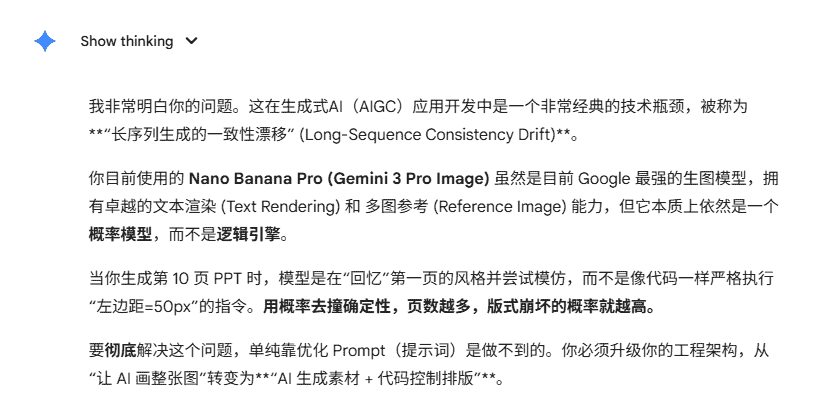 Show thinking
我非常明白你的问题。这在生成式AI（AIGC）应用开发中是一个非常经典的技术瓶颈，被称为
**“长序列生成的一致性漂移” (Long-Sequence Consistency Drift)**。
你目前使用的 Nano Banana Pro (Gemini 3 Pro Image) 虽然是目前 Google 最强的生图模型，拥
有卓越的文本渲染 (Text Rendering) 和 多图参考 (Reference Image) 能力，但它本质上依然是一个
概率模型，而不是逻辑引擎。
当你生成第 10 页 PPT 时，模型是在“回忆”第一页的风格并尝试模仿，而不是像代码一样严格执行
“左边距=50px”的指令。用概率去撞确定性，页数越多，版式崩坏的概率就越高。
要彻底解决这个问题，单纯靠优化 Prompt（提示词）是做不到的。你必须升级你的工程架构，从
“让 AI 画整张图”转变为**“AI 生成素材 + 代码控制排版”**。